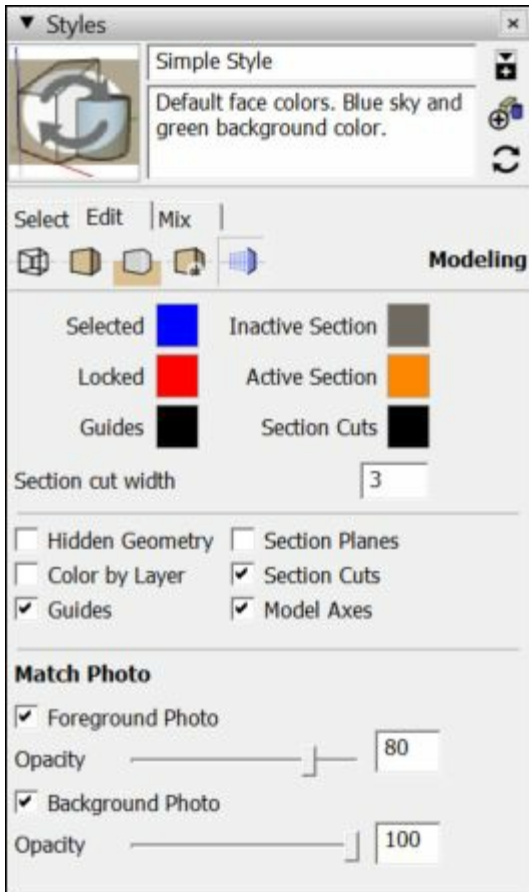 Styles
Simple Style
Default face colors. Blue sky and
green background color.
Select Edit Mix
Modeling
Selected Inactive Section
Locked Active Section
Guides Section Cuts
Section cut width 3
Hidden Geometry Section Planes
Color by Layer Section Cuts
Guides Model Axes
Match Photo
Foreground Photo
Opacity 80
Background Photo
Opacity 100